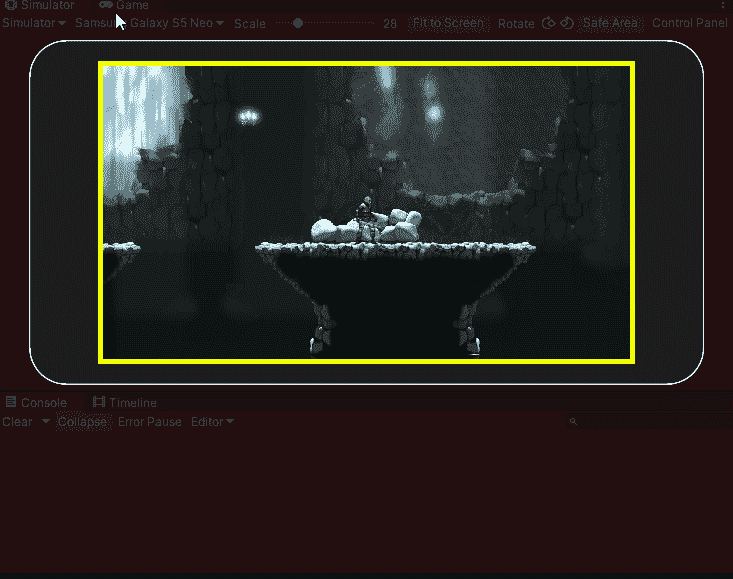 Simulator Game
Simulator Samsu Galaxy S5 Neo Scale 28 Fit to Screen Rotate Safe Area Control Panel
Console Timeline
Clear Collapse Error Pause Editor